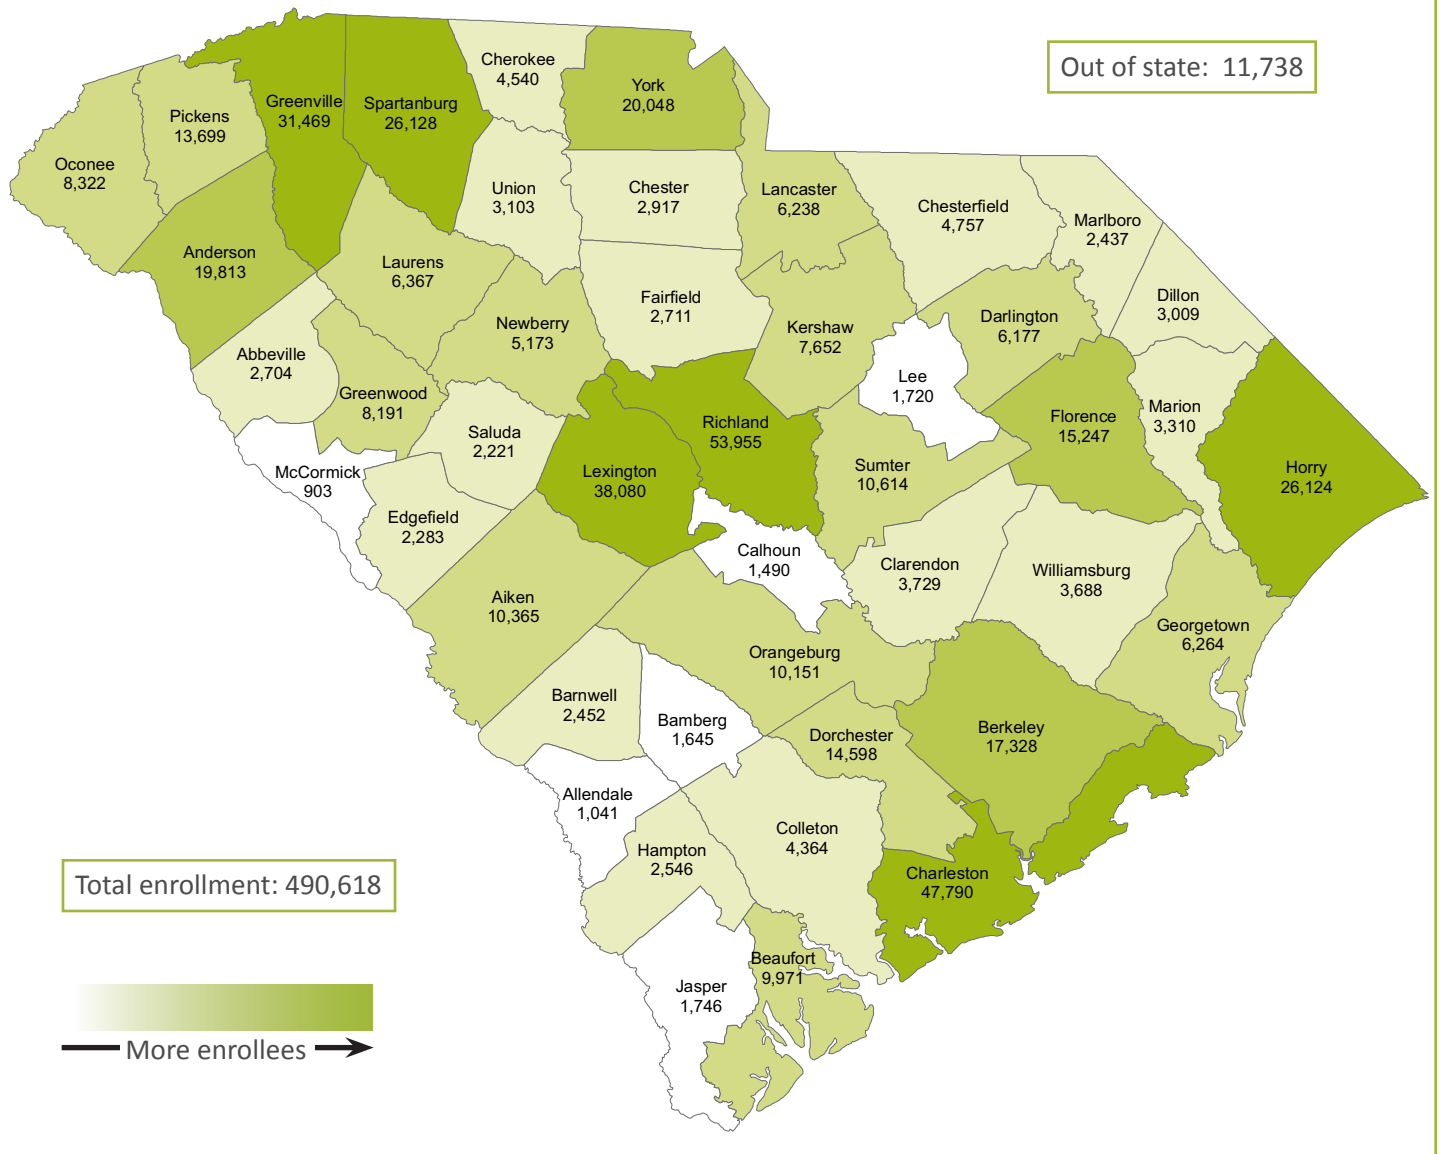 Out of state: 11,738
Cherokee
4,540
York
20,048
Greenville
31,469
Spartanburg
26,128
Pickens
13,699
Oconee
8,322
Union
3,103
Chester
2,917
Lancaster
6,238
Chesterfield
4,757
Marlboro
2,437
Anderson
19,813
Laurens
6,367
Fairfield
2,711
Dillon
3,009
Newberry
5,173
Kershaw
7,652
Darlington
6,177
Abbeville
2,704
Greenwood
8,191
Lee
1,720
Saluda
2,221
Richland
53,955
Florence
15,247
Marion
3,310
McCormick
903
Lexington
38,080
Sumter
10,614
Horry
26,124
Edgefield
2,283
Calhoun
1,490
Clarendon
3,729
Williamsburg
3,688
Aiken
10,365
Georgetown
6,264
Orangeburg
10,151
Barnwell
2,452
Bamberg
1,645
Dorchester
14,598
Berkeley
17,328
Allendale
1,041
Colleton
4,364
Hampton
2,546
Charleston
47,790
Total enrollment: 490,618
Beaufort
9,971
Jasper
1,746
More enrollees